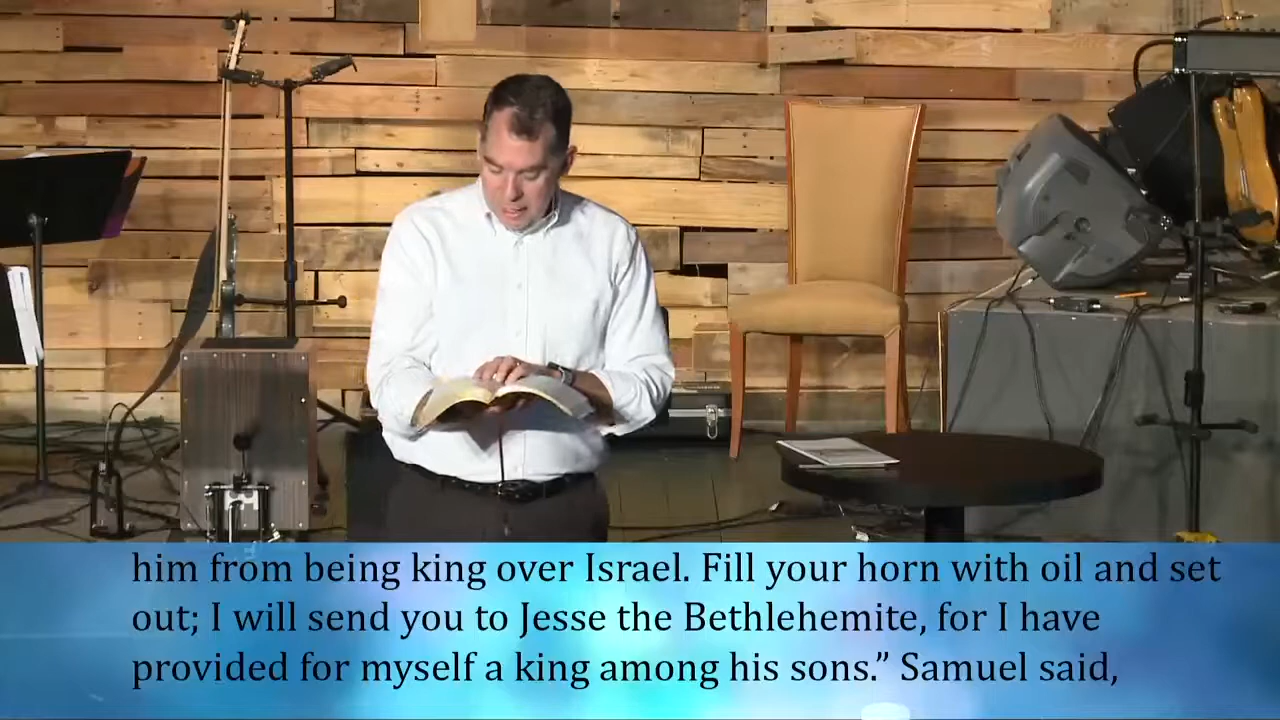 him from being king over Israel. Fill your horn with oil and set
out; I will send you to Jesse the Bethlehemite, for I have
provided for myself a king among his sons.” Samuel said,